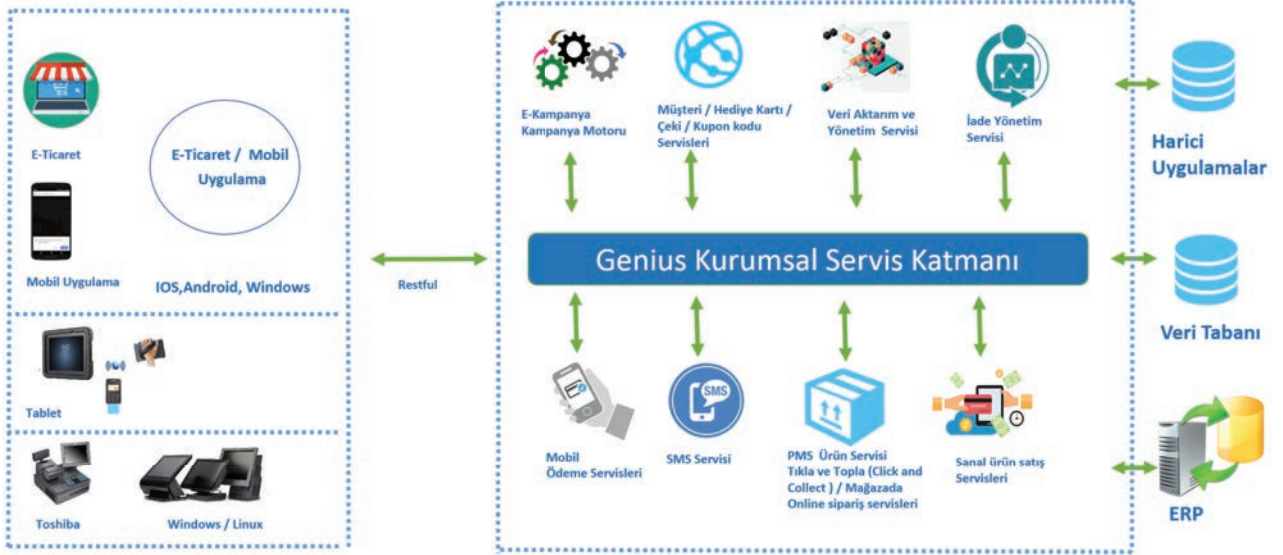 E-Ticaret
E-Ticaret / Mobil
Uygulama
Mobil Uygulama
IOS,Android, Windows
Tablet
Toshiba
Windows / Linux
Restful
E-Kampanya
Kampanya Motoru
Müşteri / Hediye Kartı /
Çeki / Kupon kodu
Servisleri
Veri Aktarım ve
Yönetim Servisi
İade Yönetim
Servisi
Genius Kurumsal Servis Katmanı
Mobil
Ödeme Servisleri
SMS
SMS Servisi
PMS Ürün Servisi
Tıkla ve Topla (Click and
Collect ) / Mağazada
Online sipariş servisleri
Sanal ürün satış
Servisleri
Harici
Uygulamalar
Veri Tabanı
ERP